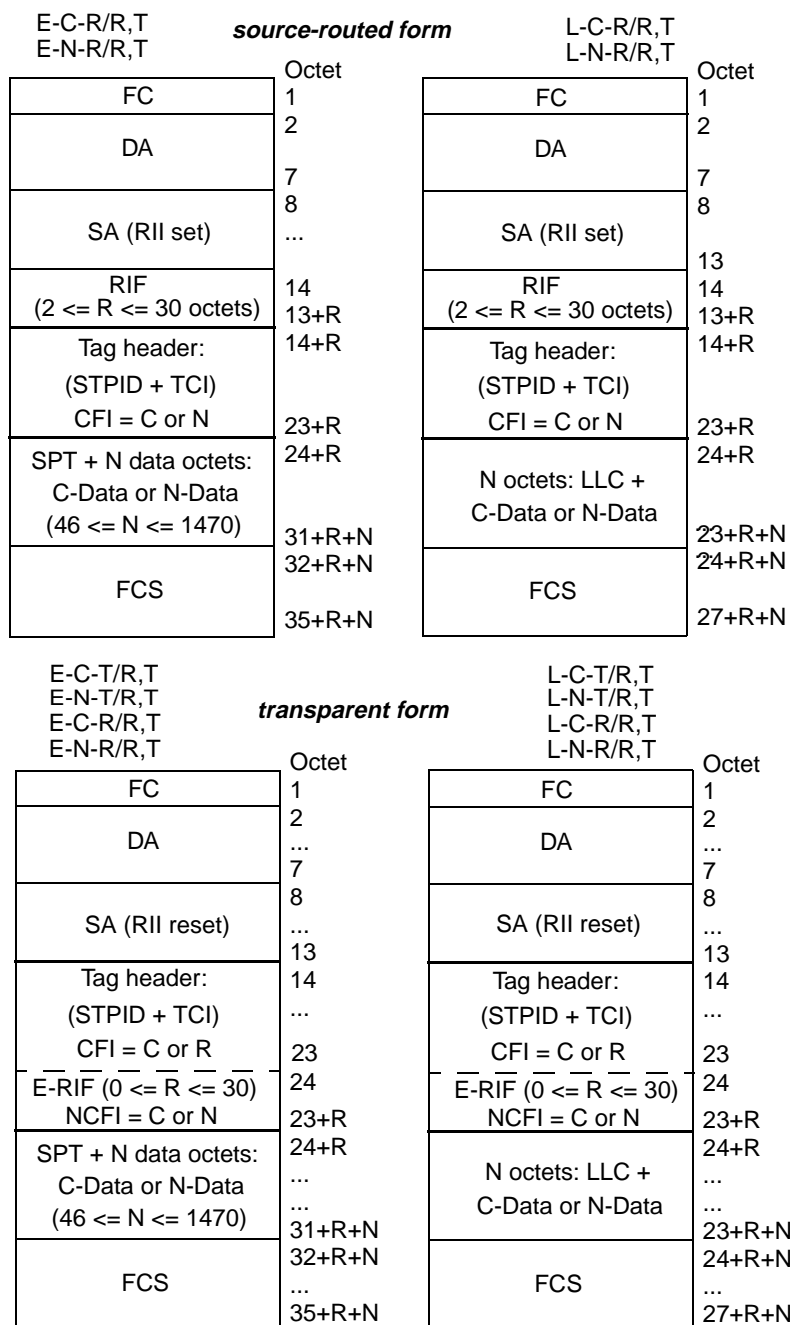 E-C-R/R,T
E-N-R/R,T
source-routed form
L-C-R/R,T
L-N-R/R,T
Octet
FC
1
2
DA
7
8
SA (RII set)
...
RIF
14
(2 <= R <= 30 octets)
13+R
Tag header:
14+R
(STPID + TCI)
CFI = C or N
23+R
SPT + N data octets:
24+R
C-Data or N-Data
(46 <= N <= 1470)
31+R+N
32+R+N
FCS
35+R+N
Octet
FC
1
2
DA
7
8
SA (RII set)
13
RIF
14
(2 <= R <= 30 octets)
13+R
Tag header:
14+R
(STPID + TCI)
CFI = C or N
23+R
24+R
N octets: LLC +
C-Data or N-Data
23+R+N
24+R+N
FCS
27+R+N
E-C-T/R,T
E-N-T/R,T
E-C-R/R,T
E-N-R/R,T
transparent form
L-C-T/R,T
L-N-T/R,T
L-C-R/R,T
L-N-R/R,T
Octet
FC
1
2
DA
...
7
8
SA (RII reset)
...
13
Tag header:
14
(STPID + TCI)
...
CFI = C or R
23
E-RIF (0 <= R <= 30)
24
NCFI = C or N
23+R
SPT + N data octets:
24+R
...
C-Data or N-Data
...
(46 <= N <= 1470)
31+R+N
32+R+N
FCS
...
35+R+N
Octet
FC
1
2
DA
...
7
8
SA (RII reset)
...
13
Tag header:
14
(STPID + TCI)
...
CFI = C or R
23
E-RIF (0 <= R <= 30)
24
NCFI = C or N
23+R
24+R
N octets: LLC +
...
C-Data or N-Data
...
23+R+N
24+R+N
FCS
...
27+R+N